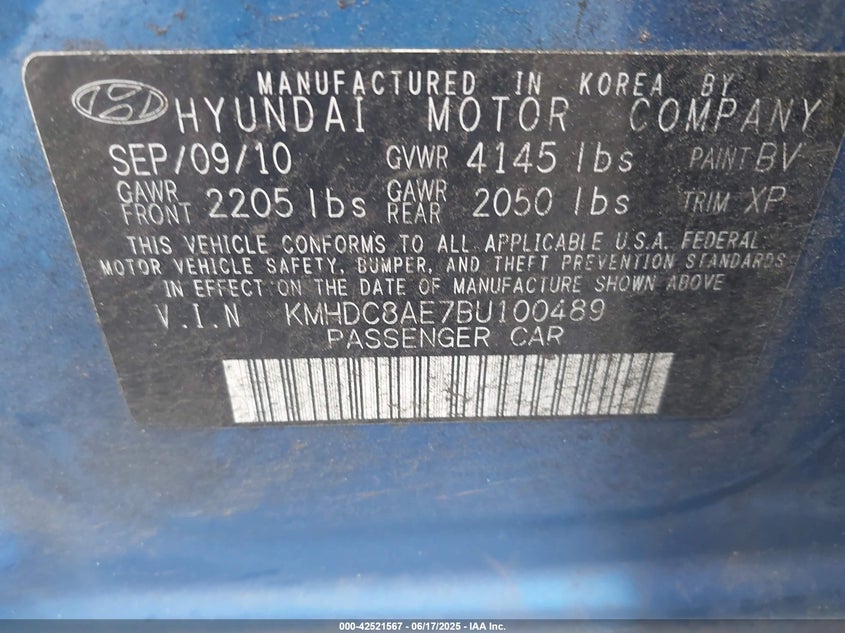 MANUFACTURED IN KOREA BY
HYUNDAI MOTOR COMPANY
SEP/09/10 GVWR 4145 lbs PAINT BV
GAWR FRONT 2205 lbs GAWR REAR 2050 lbs TRIM XP
THIS VEHICLE CONFORMS TO ALL APPLICABLE U.S.A. FEDERAL
MOTOR VEHICLE SAFETY, BUMPER, AND THEFT PREVENTION STANDARDS
IN EFFECT ON THE DATE OF MANUFACTURE SHOWN ABOVE
V.I.N KMHDC8AE7BU100489
PASSENGER CAR
000-42521567 - 06/17/2025 - IAA Inc.